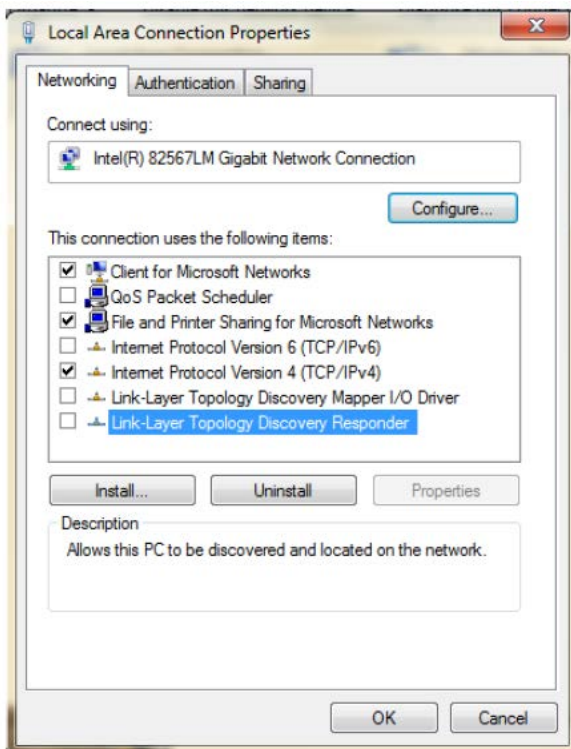 Local Area Connection Properties
Networking
Authentication
Sharing
Connect using:
Intel(R) 82567LM Gigabit Network Connection
Configure...
This connection uses the following items:
Client for Microsoft Networks
QoS Packet Scheduler
File and Printer Sharing for Microsoft Networks
Internet Protocol Version 6 (TCP/IPv6)
Internet Protocol Version 4 (TCP/IPv4)
Link-Layer Topology Discovery Mapper I/O Driver
Link-Layer Topology Discovery Responder
Install...
Uninstall
Properties
Description
Allows this PC to be discovered and located on the network.
OK
Cancel